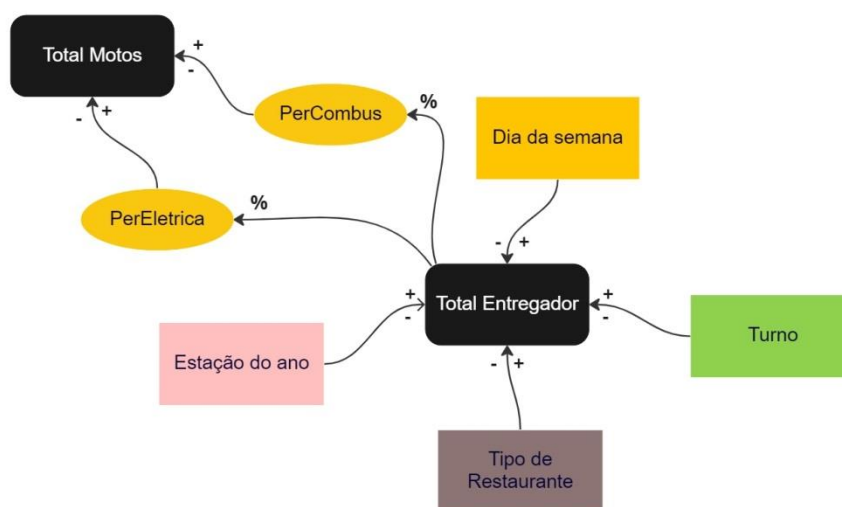 Total Motos
+
-
PerCombus
%
Dia da semana
- +
PerEletrica
%
- +
Total Entregador
+
-
+
-
Estação do ano
Turno
- +
Tipo de
Restaurante